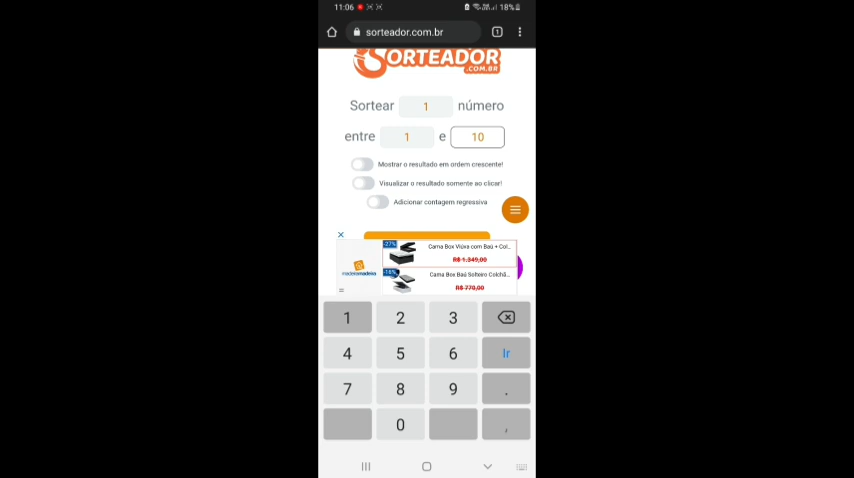 11:06 18%
sorteador.com.br 1
SORTEADOR
.COM.BR
Sortear 1 número
entre 1 e 10
Mostrar o resultado em ordem crescente!
Visualizar o resultado somente ao clicar!
Adicionar contagem regressiva
-27% Cama Box Viúva com Baú + Col...
R$ 1.349,00
madeiramadeira
-16% Cama Box Baú Solteiro Colchã...
R$ 770,00
1 2 3
4 5 6 Ir
7 8 9 .
0 ,